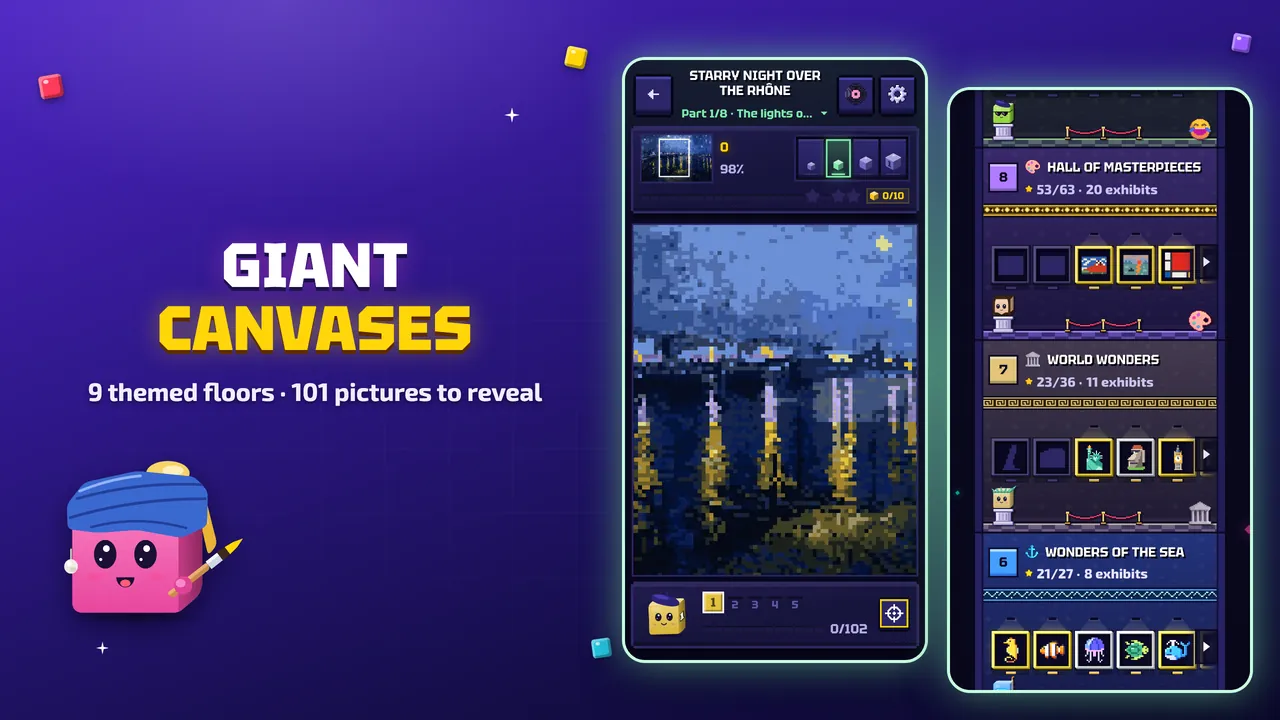 GIANT
CANVASES
9 themed floors · 101 pictures to reveal
STARRY NIGHT OVER
THE RHÔNE
Part 1/8 · The lights o...
0
98%
0/10
1 2 3 4 5
0/102
8
HALL OF MASTERPIECES
53/63 · 20 exhibits
7
WORLD WONDERS
23/36 · 11 exhibits
6
WONDERS OF THE SEA
21/27 · 8 exhibits